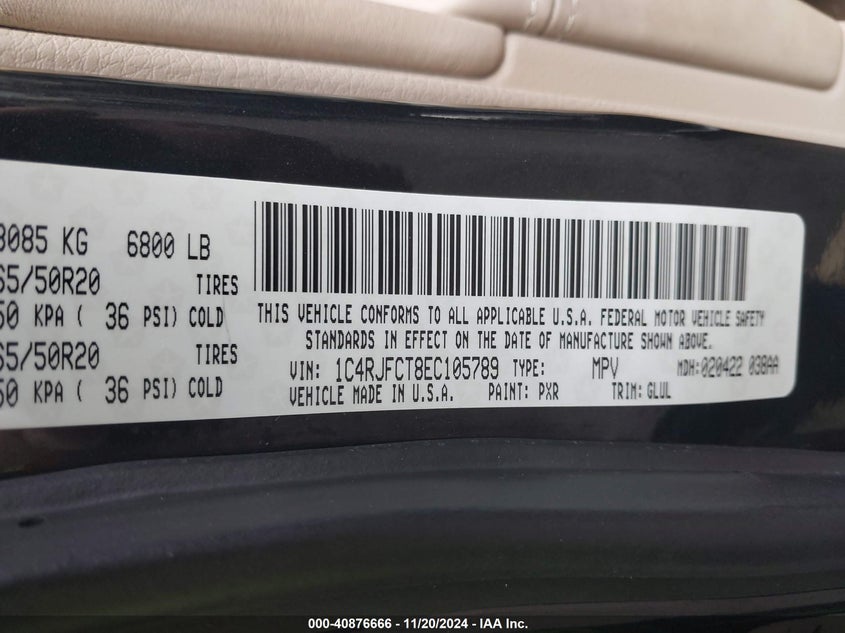 3085 KG 6800 LB
65/50R20 TIRES
50 KPA ( 36 PSI) COLD
65/50R20 TIRES
50 KPA ( 36 PSI) COLD
THIS VEHICLE CONFORMS TO ALL APPLICABLE U.S.A. FEDERAL MOTOR VEHICLE SAFETY
STANDARDS IN EFFECT ON THE DATE OF MANUFACTURE SHOWN ABOVE.
VIN: 1C4RJFCT8EC105789 TYPE: MPV MDH:020422 038AA
VEHICLE MADE IN U.S.A. PAINT: PXR TRIM: GLUL
000-40876666 - 11/20/2024 - IAA Inc.